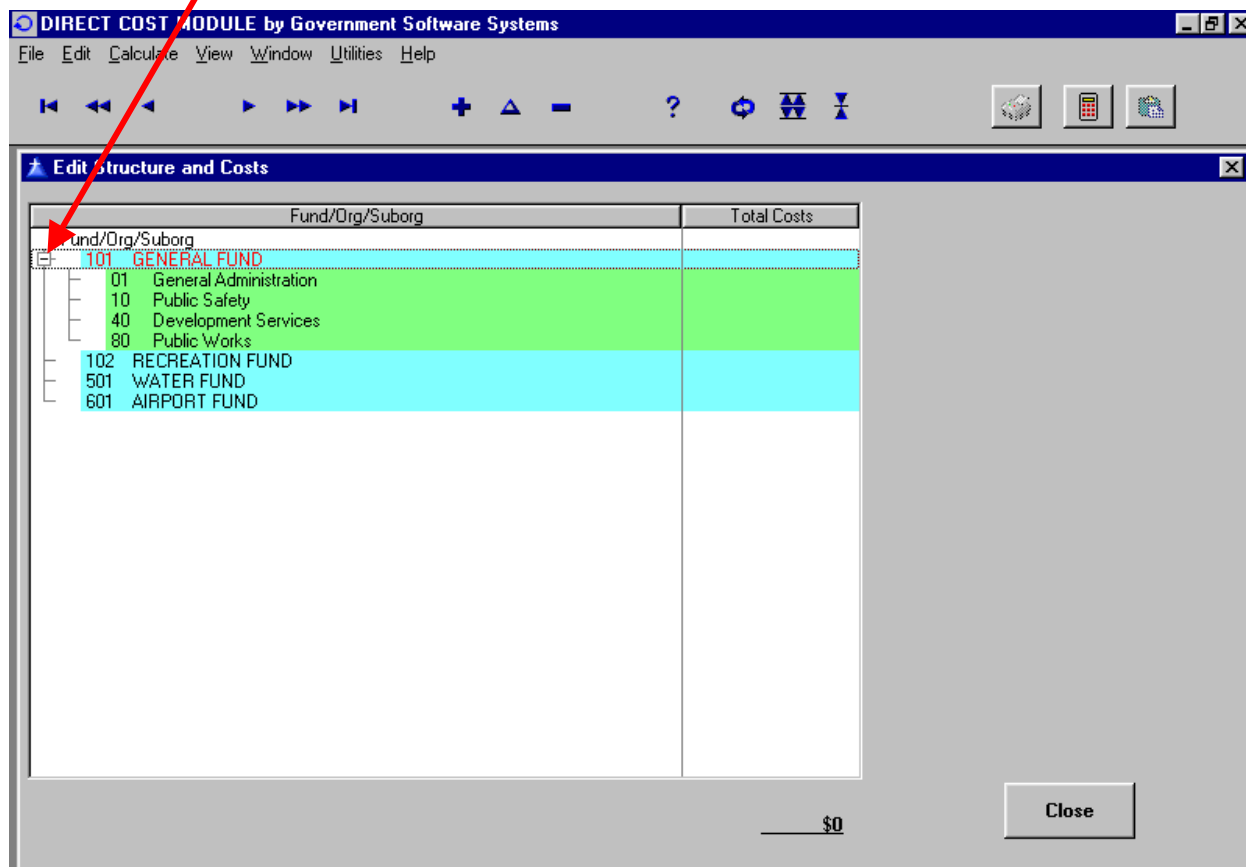 DIRECT COST MODULE by Government Software Systems
File Edit Calculate View Window Utilities Help
?
Edit Structure and Costs
Fund/Org/Suborg Total Costs
Fund/Org/Suborg
101 GENERAL FUND
01 General Administration
10 Public Safety
40 Development Services
80 Public Works
102 RECREATION FUND
501 WATER FUND
601 AIRPORT FUND
Close
$0